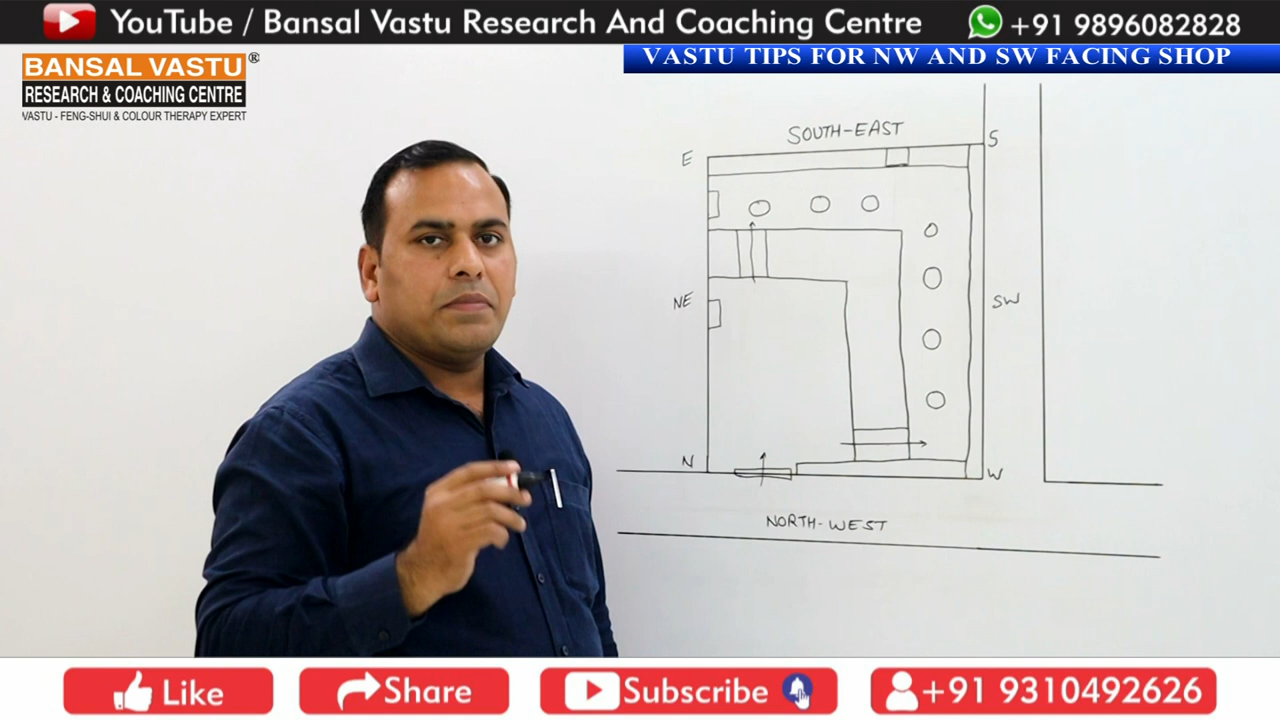 YouTube / Bansal Vastu Research And Coaching Centre
+91 9896082828
VASTU TIPS FOR NW AND SW FACING SHOP
BANSAL VASTU®
RESEARCH & COACHING CENTRE
VASTU - FENG-SHUI & COLOUR THERAPY EXPERT
SOUTH-EAST
E
S
NE
SW
N
W
NORTH-WEST
Like
Share
Subscribe
+91 9310492626